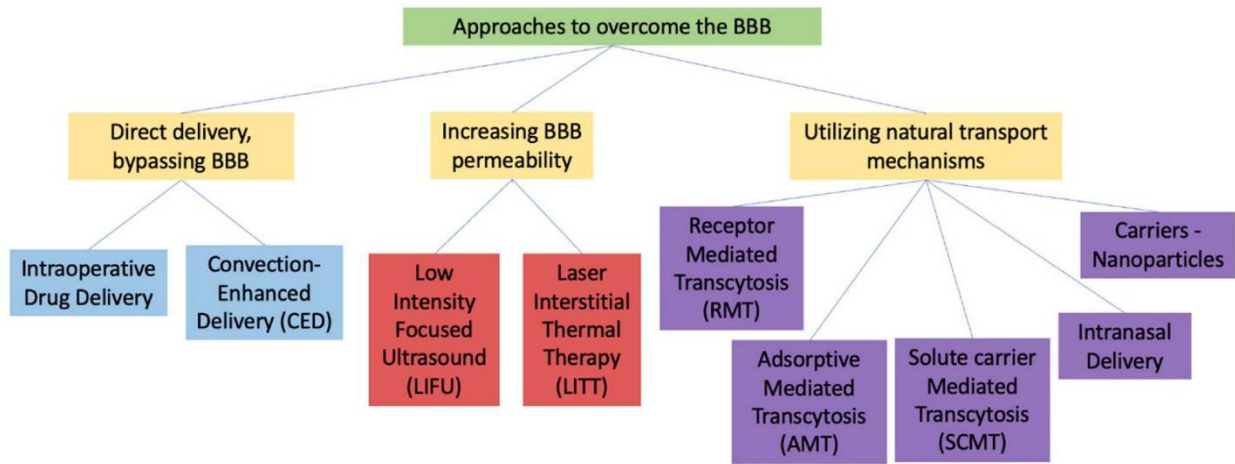 Approaches to overcome the BBB
Direct delivery,
bypassing BBB
Increasing BBB
permeability
Utilizing natural transport
mechanisms
Intraoperative
Drug Delivery
Convection-
Enhanced
Delivery (CED)
Low
Intensity
Focused
Ultrasound
(LIFU)
Laser
Interstitial
Thermal
Therapy
(LITT)
Receptor
Mediated
Transcytosis
(RMT)
Adsorptive
Mediated
Transcytosis
(AMT)
Solute carrier
Mediated
Transcytosis
(SCMT)
Intranasal
Delivery
Carriers -
Nanoparticles